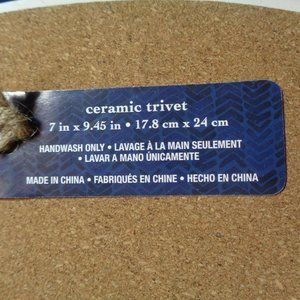 ceramic trivet
7 in x 9.45 in • 17.8 cm x 24 cm
HANDWASH ONLY • LAVAGE À LA MAIN SEULEMENT
• LAVAR A MANO ÚNICAMENTE
MADE IN CHINA • FABRIQUÉS EN CHINE • HECHO EN CHINA